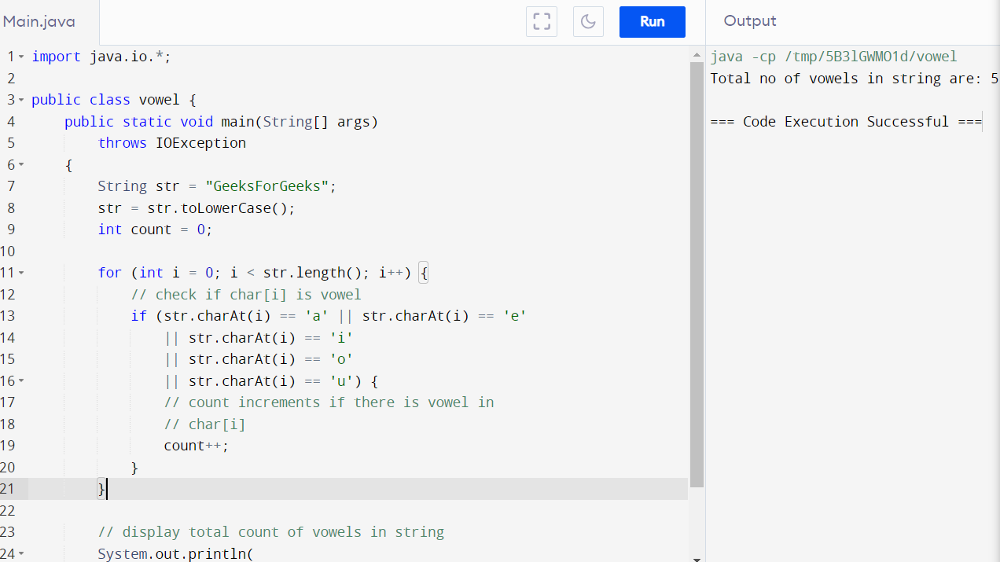 Main.java
Run
Output
1 import java.io.*;
2
3 public class vowel {
4     public static void main(String[] args)
5         throws IOException
6     {
7         String str = "GeeksForGeeks";
8         str = str.toLowerCase();
9         int count = 0;
10
11         for (int i = 0; i < str.length(); i++) {
12             // check if char[i] is vowel
13             if (str.charAt(i) == 'a' || str.charAt(i) == 'e'
14                 || str.charAt(i) == 'i'
15                 || str.charAt(i) == 'o'
16                 || str.charAt(i) == 'u') {
17                 // count increments if there is vowel in
18                 // char[i]
19                 count++;
20             }
21         }
22
23         // display total count of vowels in string
24         System.out.println(
java -cp /tmp/5B3lGWMO1d/vowel
Total no of vowels in string are: 5
=== Code Execution Successful ===